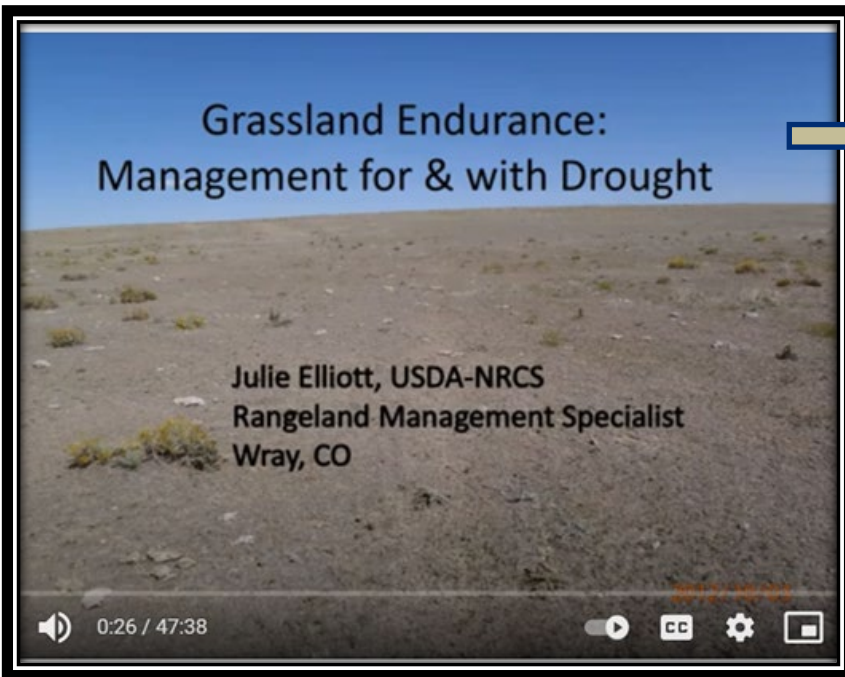 Grassland Endurance:
Management for & with Drought
Julie Elliott, USDA-NRCS
Rangeland Management Specialist
Wray, CO
0:26 / 47:38
CC